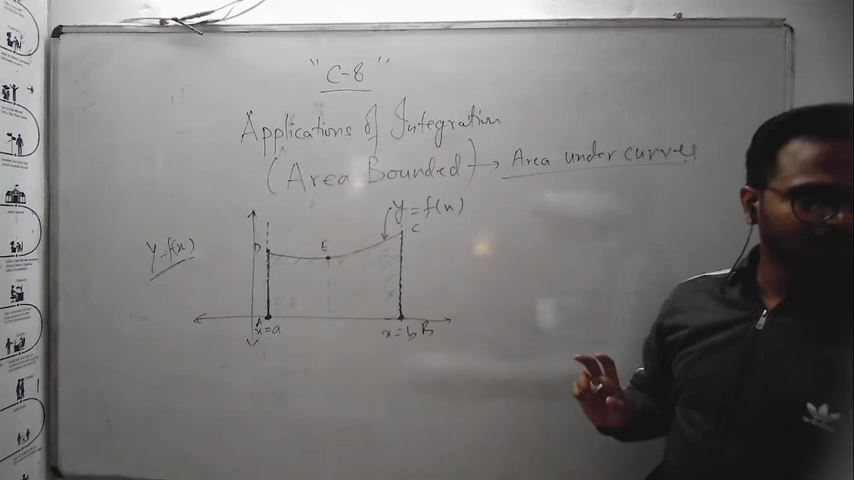 "C-8"
Applications of Integration
(Area Bounded) → Area under curves
y = f(x)
C
y=f(x)
D
E
A
x=a
x=b B